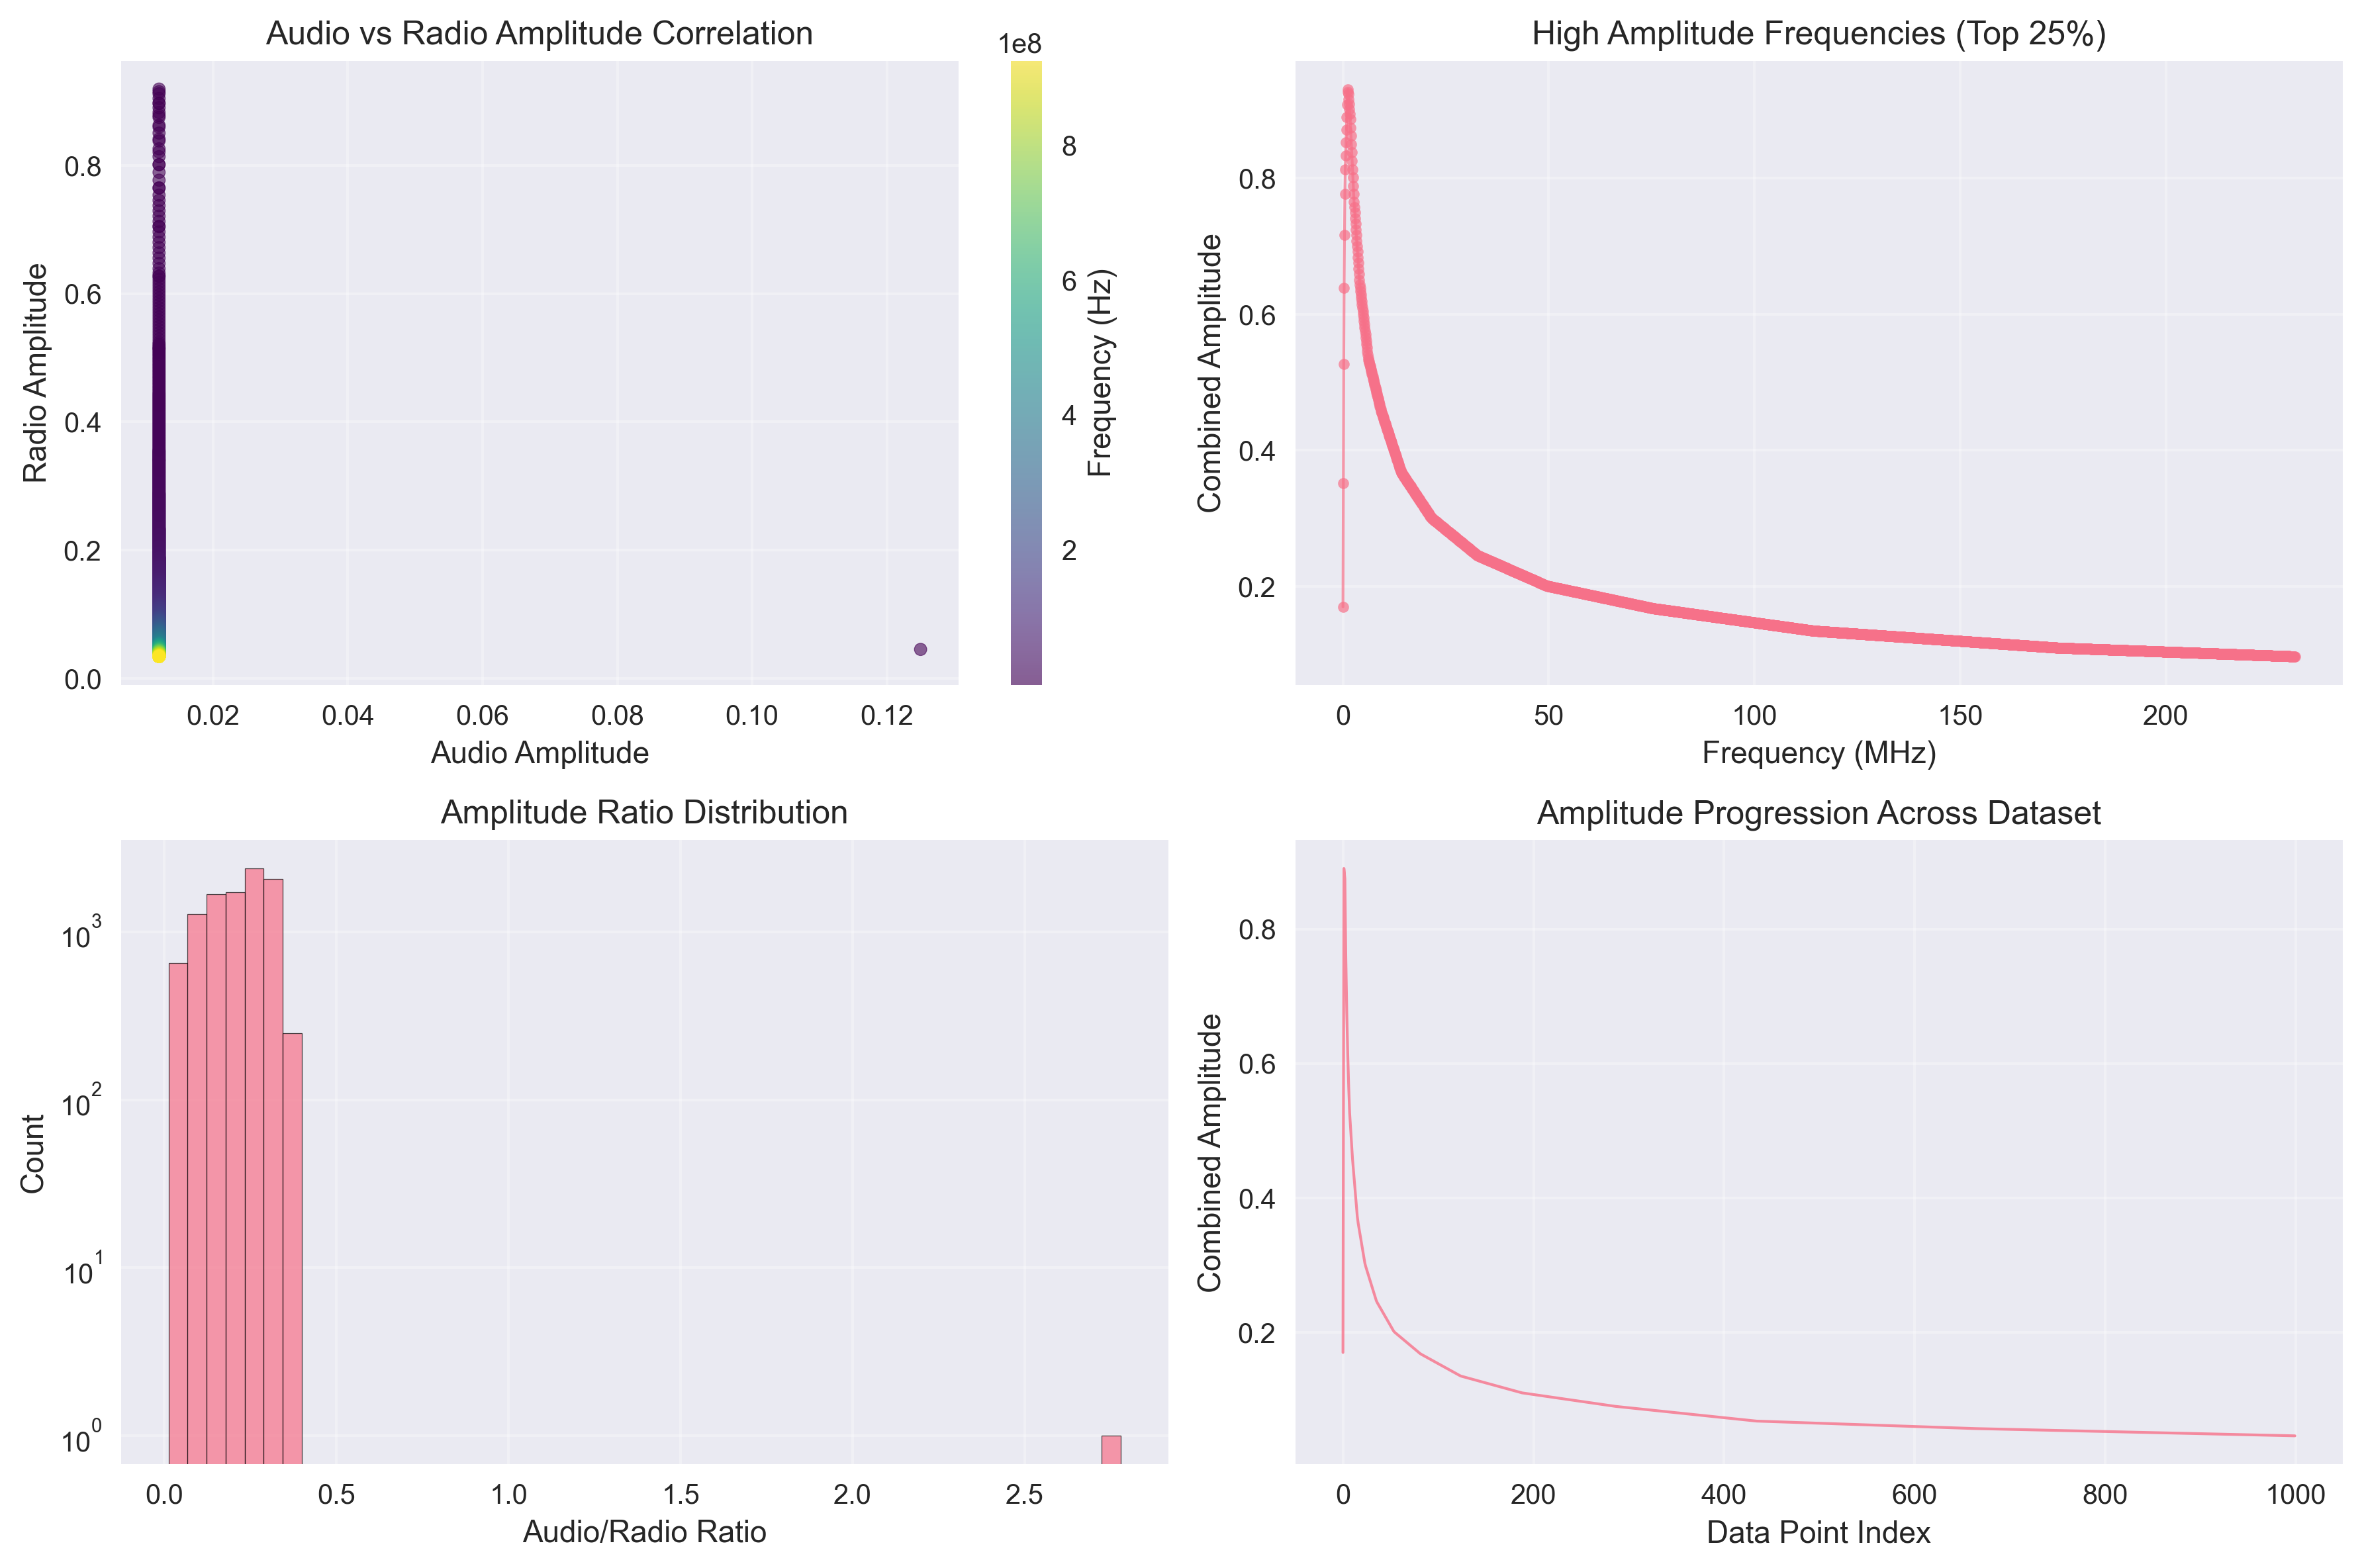 Audio vs Radio Amplitude Correlation
1e8
Radio Amplitude
0.8
0.6
0.4
0.2
0.0
0.02 0.04 0.06 0.08 0.10 0.12
Audio Amplitude
8
6
4
2
Frequency (Hz)
High Amplitude Frequencies (Top 25%)
Combined Amplitude
0.8
0.6
0.4
0.2
0 50 100 150 200
Frequency (MHz)
Amplitude Ratio Distribution
Count
10^3
10^2
10^1
10^0
0.0 0.5 1.0 1.5 2.0 2.5
Audio/Radio Ratio
Amplitude Progression Across Dataset
Combined Amplitude
0.8
0.6
0.4
0.2
0 200 400 600 800 1000
Data Point Index